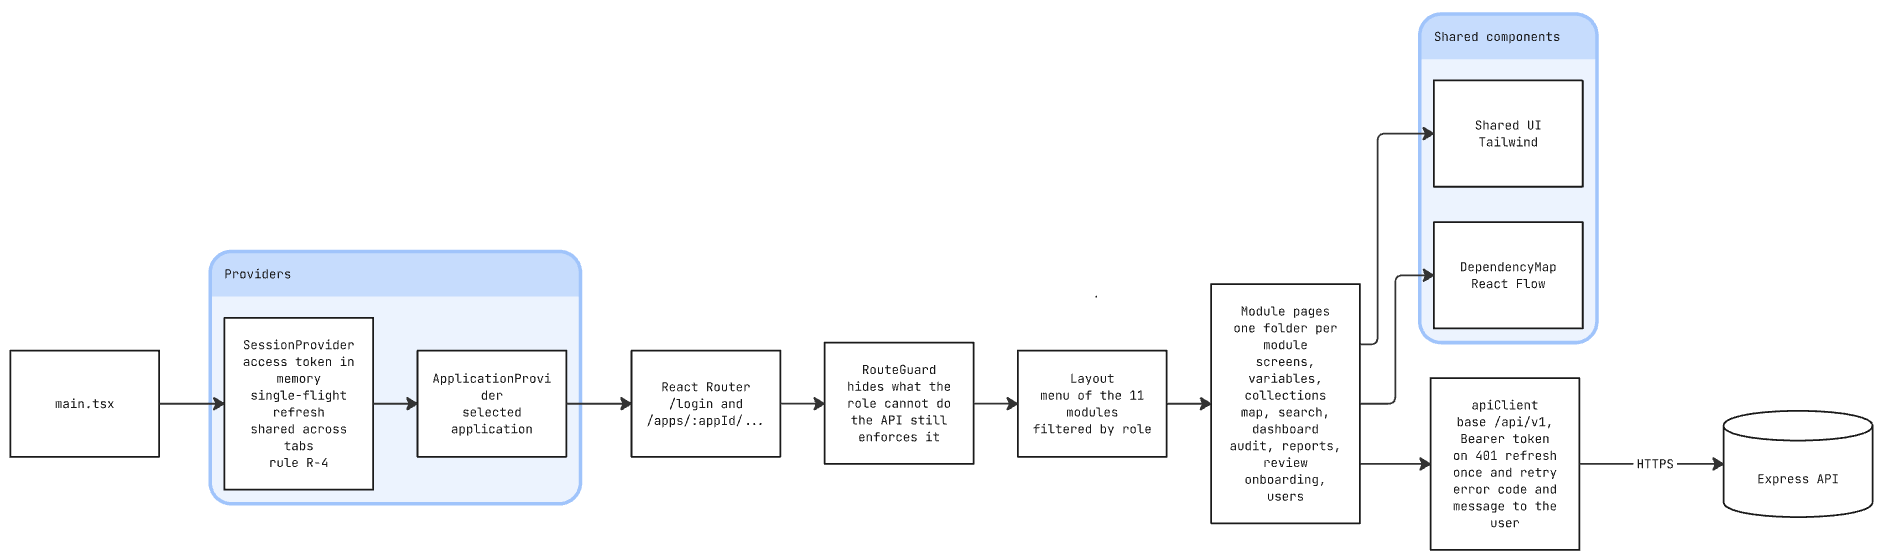 Shared components
Shared UI
Tailwind
DependencyMap
React Flow
Providers
main.tsx
SessionProvider
access token in
memory
single-flight
refresh
shared across
tabs
rule R-4
ApplicationProvi
der
selected
application
React Router
/login and
/apps/:appId/...
RouteGuard
hides what the
role cannot do
the API still
enforces it
Layout
menu of the 11
modules
filtered by role
Module pages
one folder per
module
screens,
variables,
collections
map, search,
dashboard
audit, reports,
review
onboarding,
users
apiClient
base /api/v1,
Bearer token
on 401 refresh
once and retry
error code and
message to the
user
HTTPS
Express API